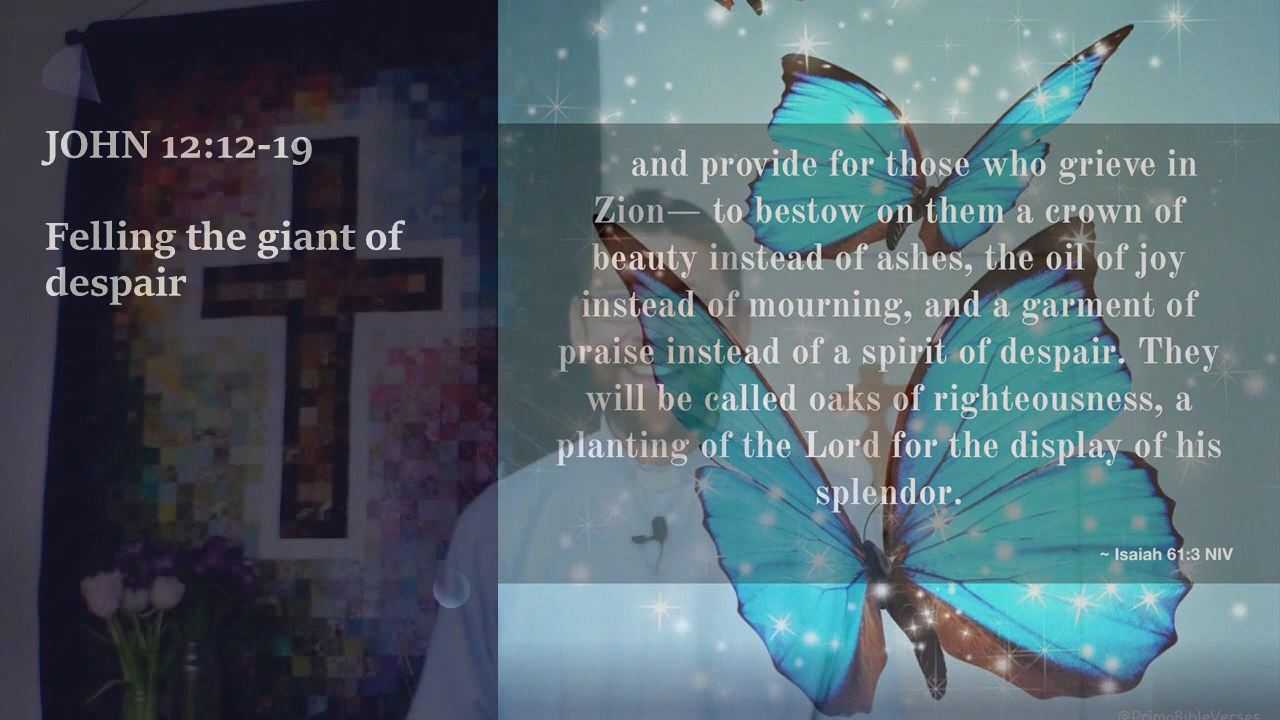 JOHN 12:12-19
Felling the giant of
despair
and provide for those who grieve in
Zion— to bestow on them a crown of
beauty instead of ashes, the oil of joy
instead of mourning, and a garment of
praise instead of a spirit of despair. They
will be called oaks of righteousness, a
planting of the Lord for the display of his
splendor.
~ Isaiah 61:3 NIV
@PrimoBibleVerses